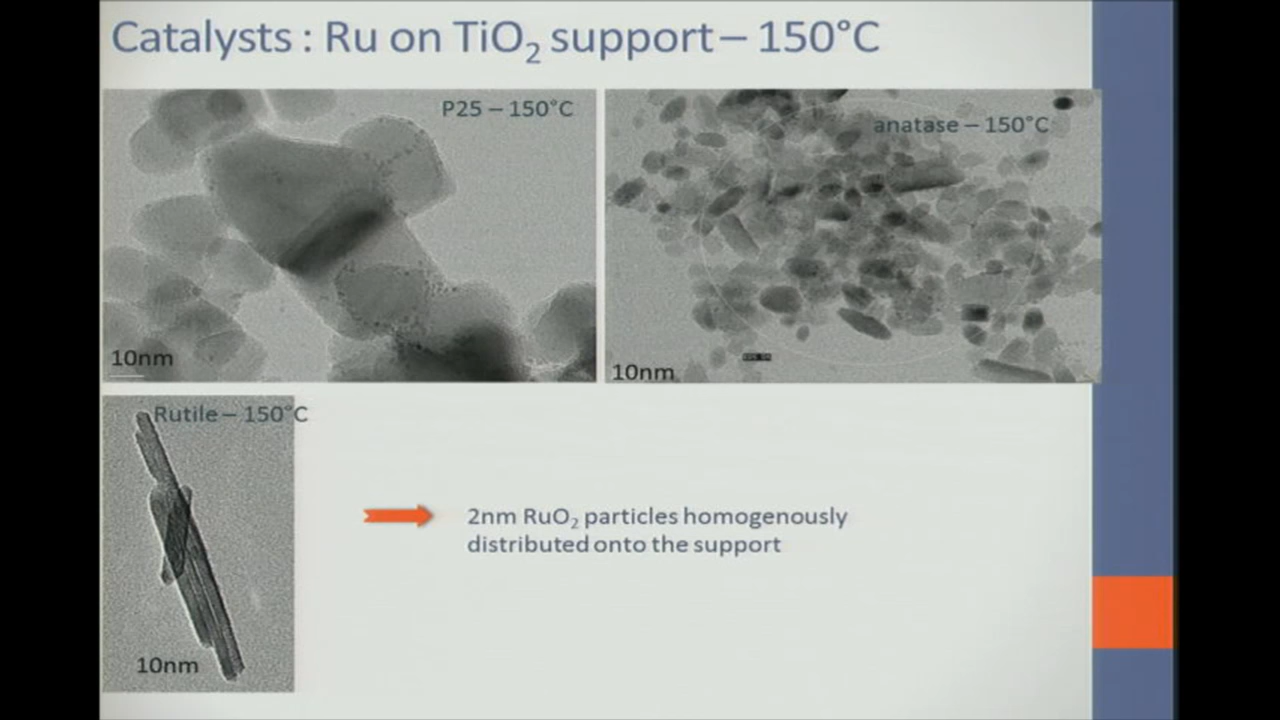 Catalysts : Ru on TiO₂ support – 150°C
P25 – 150°C
anatase – 150°C
10nm
10nm
Rutile – 150°C
2nm RuO₂ particles homogenously
distributed onto the support
10nm